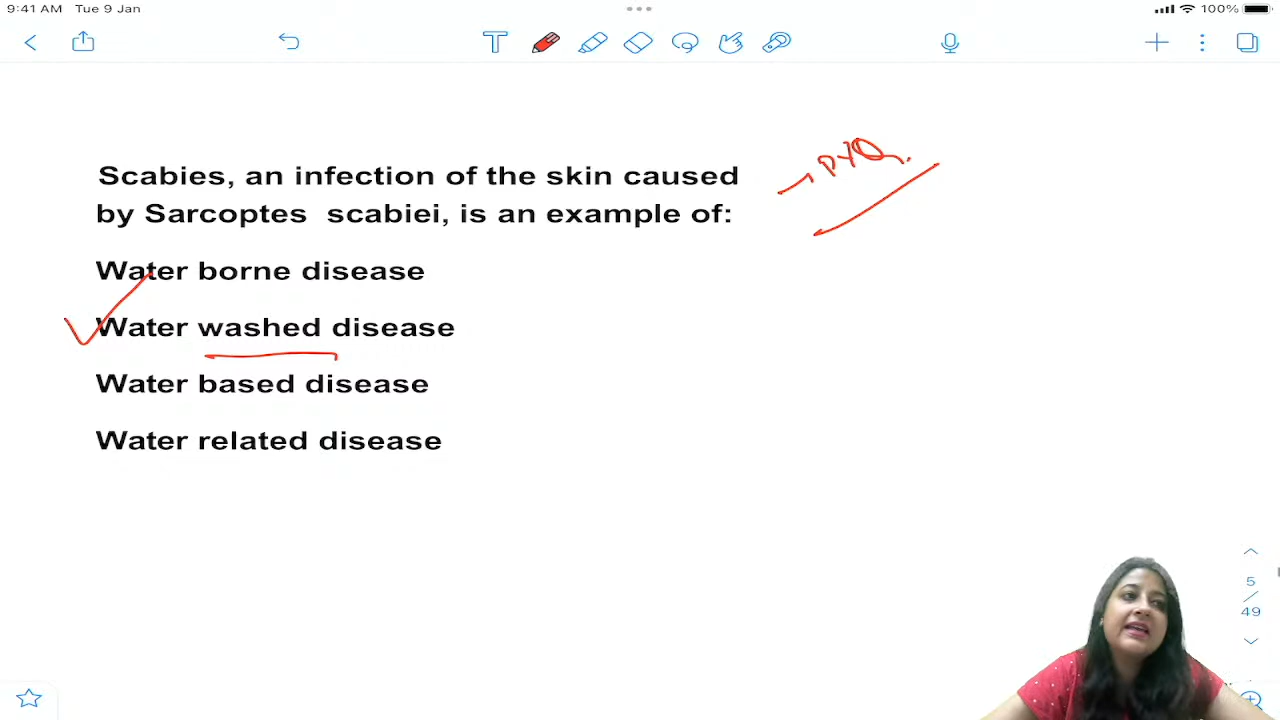 9:41 AM Tue 9 Jan
100%
T
→ PYQ.
Scabies, an infection of the skin caused
by Sarcoptes scabiei, is an example of:
Water borne disease
Water washed disease
Water based disease
Water related disease
5
49